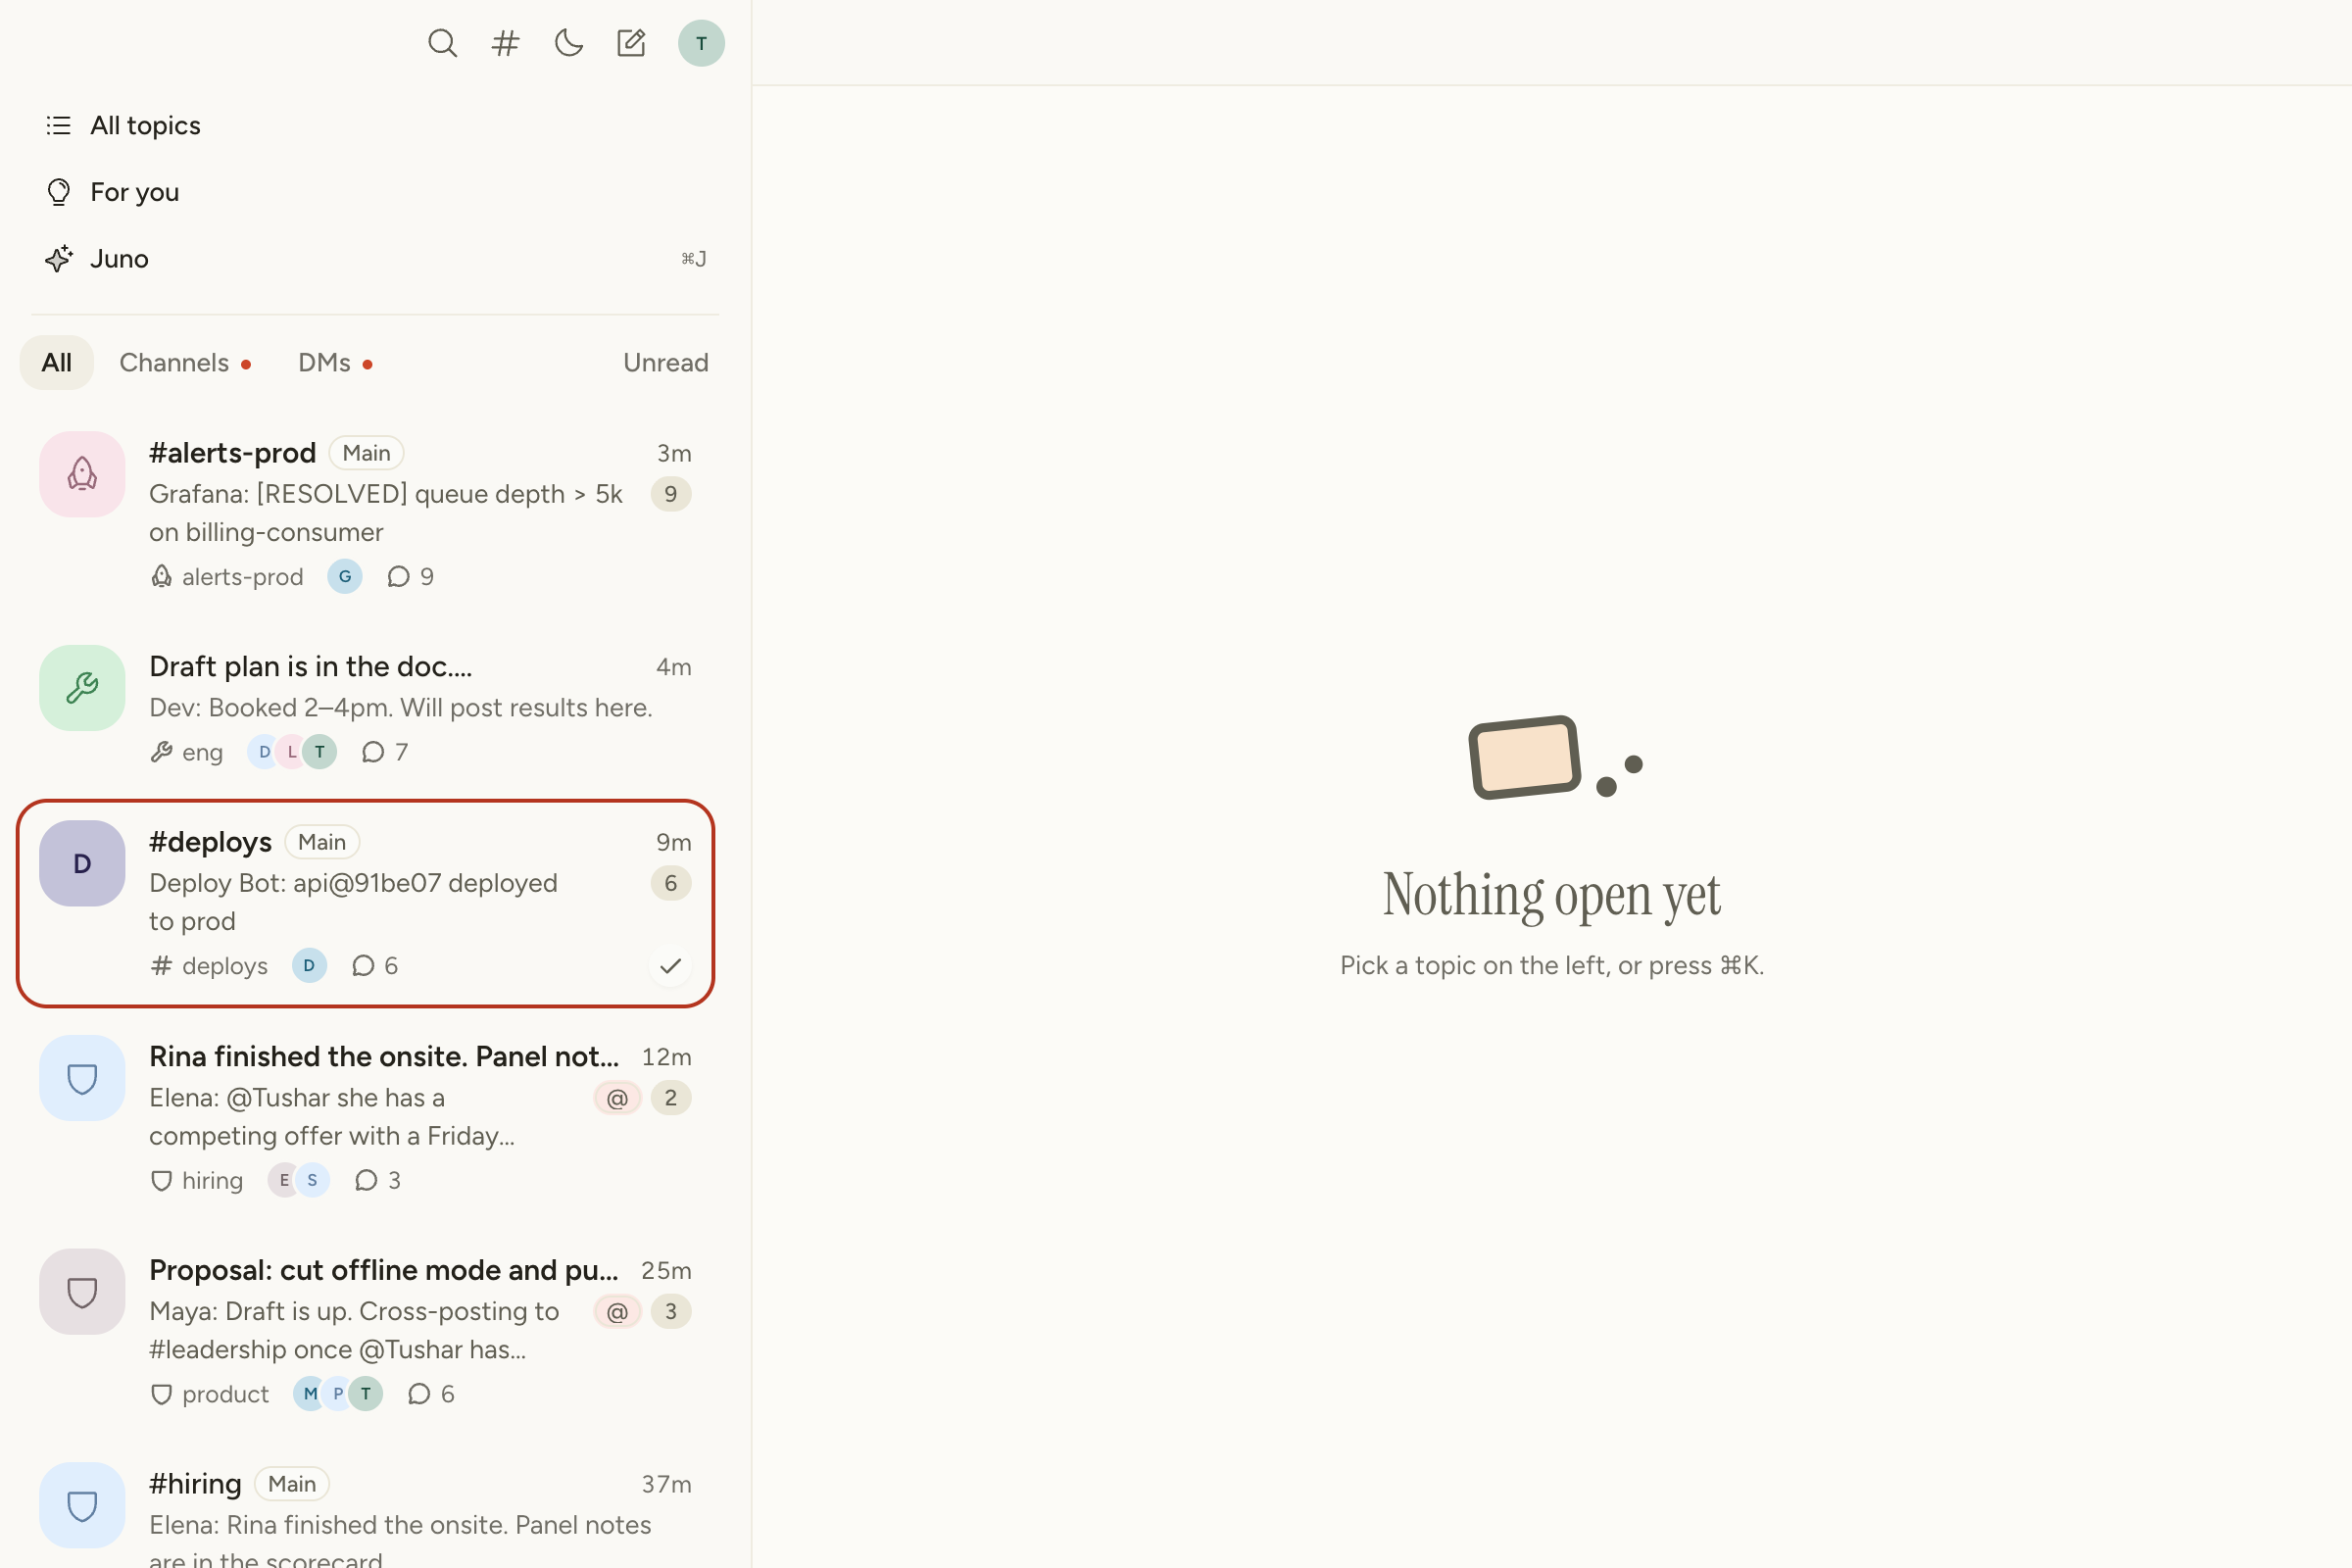 T
All topics
For you
Juno ⌘J
All Channels DMs Unread
#alerts-prod Main 3m
Grafana: [RESOLVED] queue depth > 5k 9
on billing-consumer
alerts-prod G 9
Draft plan is in the doc.... 4m
Dev: Booked 2–4pm. Will post results here.
eng D L T 7
D
#deploys Main 9m
Deploy Bot: api@91be07 deployed 6
to prod
# deploys D 6
Rina finished the onsite. Panel not... 12m
Elena: @Tushar she has a @ 2
competing offer with a Friday...
hiring E S 3
Proposal: cut offline mode and pu... 25m
Maya: Draft is up. Cross-posting to @ 3
#leadership once @Tushar has...
product M P T 6
#hiring Main 37m
Elena: Rina finished the onsite. Panel notes
are in the scorecard
Nothing open yet
Pick a topic on the left, or press ⌘K.